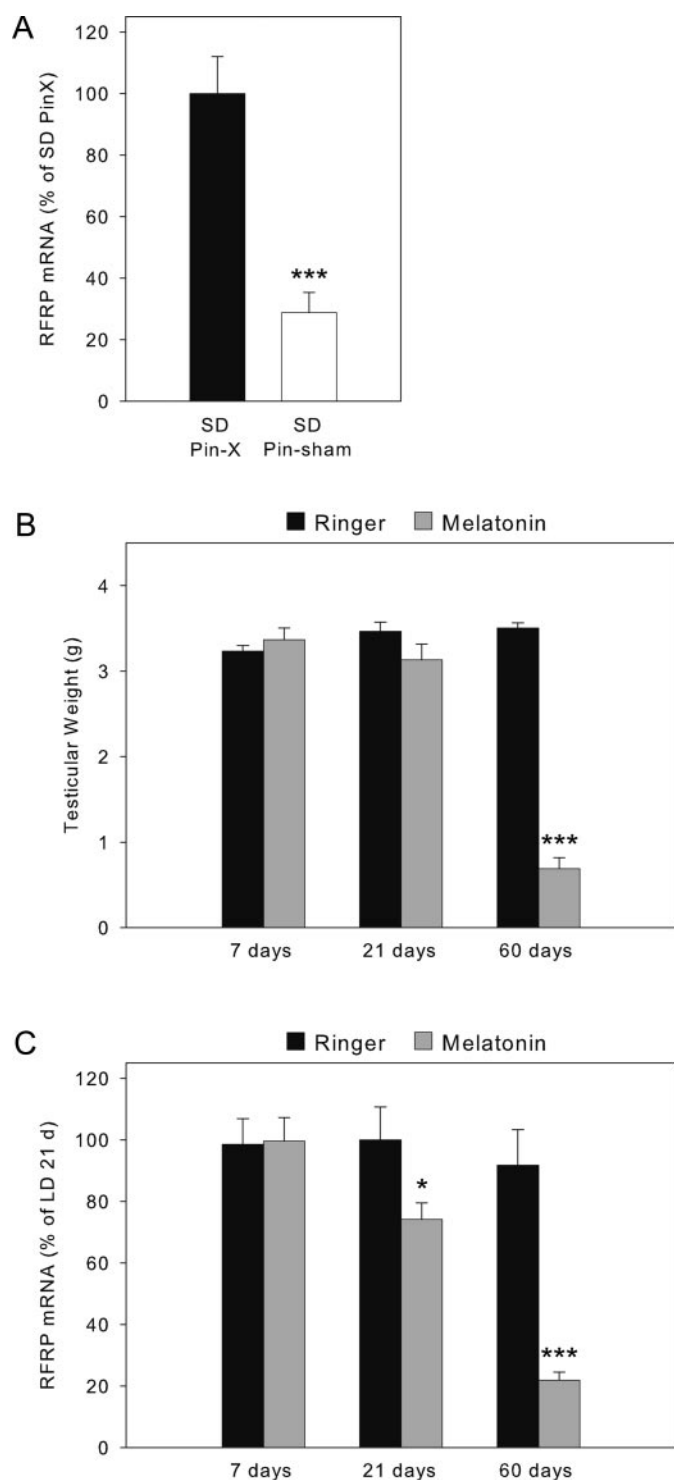 A
RFRP mRNA (% of SD PinX)
120
100
80
60
40
20
0
***
SD SD
Pin-X Pin-sham
B
Ringer Melatonin
Testicular Weight (g)
4
3
2
1
0
***
7 days 21 days 60 days
C
Ringer Melatonin
RFRP mRNA (% of LD 21 d)
120
100
80
60
40
20
0
*
***
7 days 21 days 60 days